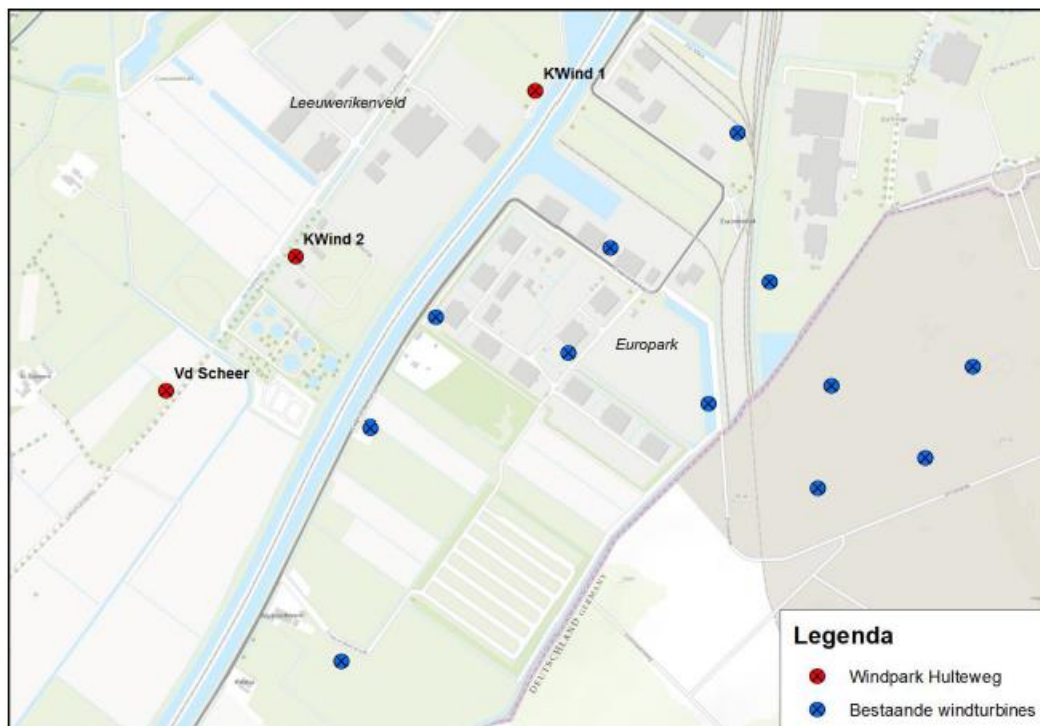 KWind 1
Leeuwerikenveld
KWind 2
Europark
Vd Scheer
DEUTSCHLAND GERMANY
Legenda
Windpark Hulteweg
Bestaande windturbines